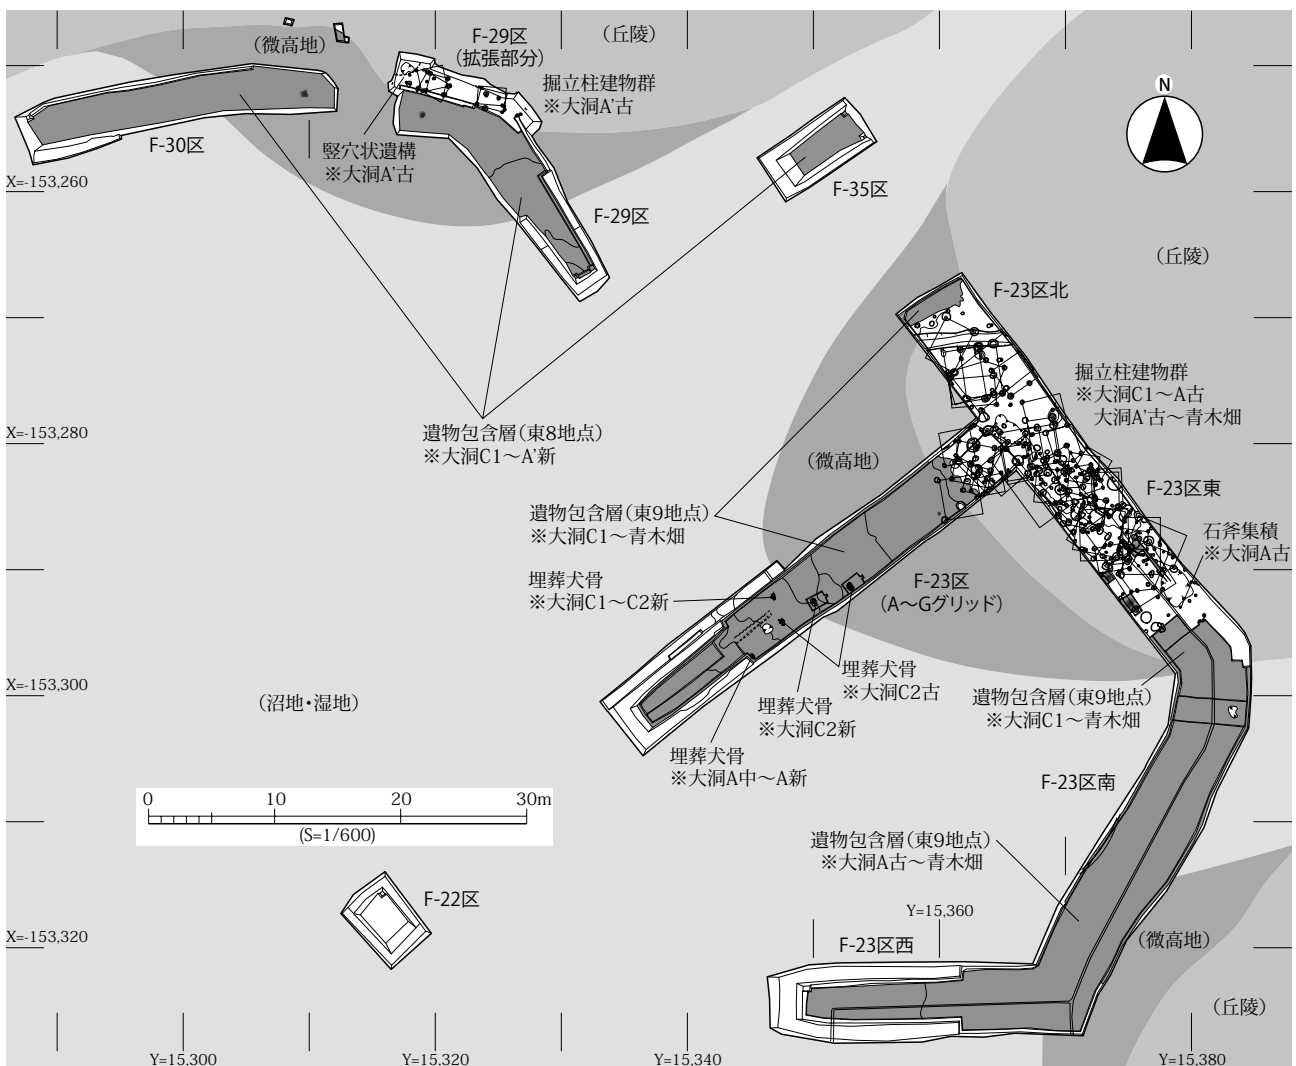 (微高地)
F-29区
(拡張部分)
(丘陵)
掘立柱建物群
※大洞A'古
N
F-30区
竪穴状遺構
※大洞A'古
F-35区
X=-153,260
F-29区
(丘陵)
F-23区北
掘立柱建物群
※大洞C1～A古
大洞A'古～青木畑
遺物包含層(東8地点)
※大洞C1～A'新
X=-153,280
(微高地)
F-23区東
遺物包含層(東9地点)
※大洞C1～青木畑
石斧集積
※大洞A古
埋葬犬骨
※大洞C1～C2新
F-23区
(A～Gグリッド)
埋葬犬骨
※大洞C2古
X=-153,300
(沼地・湿地)
埋葬犬骨
※大洞C2新
遺物包含層(東9地点)
※大洞C1～青木畑
埋葬犬骨
※大洞A中～A新
F-23区南
0 10 20 30m
(S=1/600)
遺物包含層(東9地点)
※大洞A古～青木畑
F-22区
Y=15,360
X=-153,320
F-23区西
(微高地)
(丘陵)
Y=15,300
Y=15,320
Y=15,340
Y=15,380